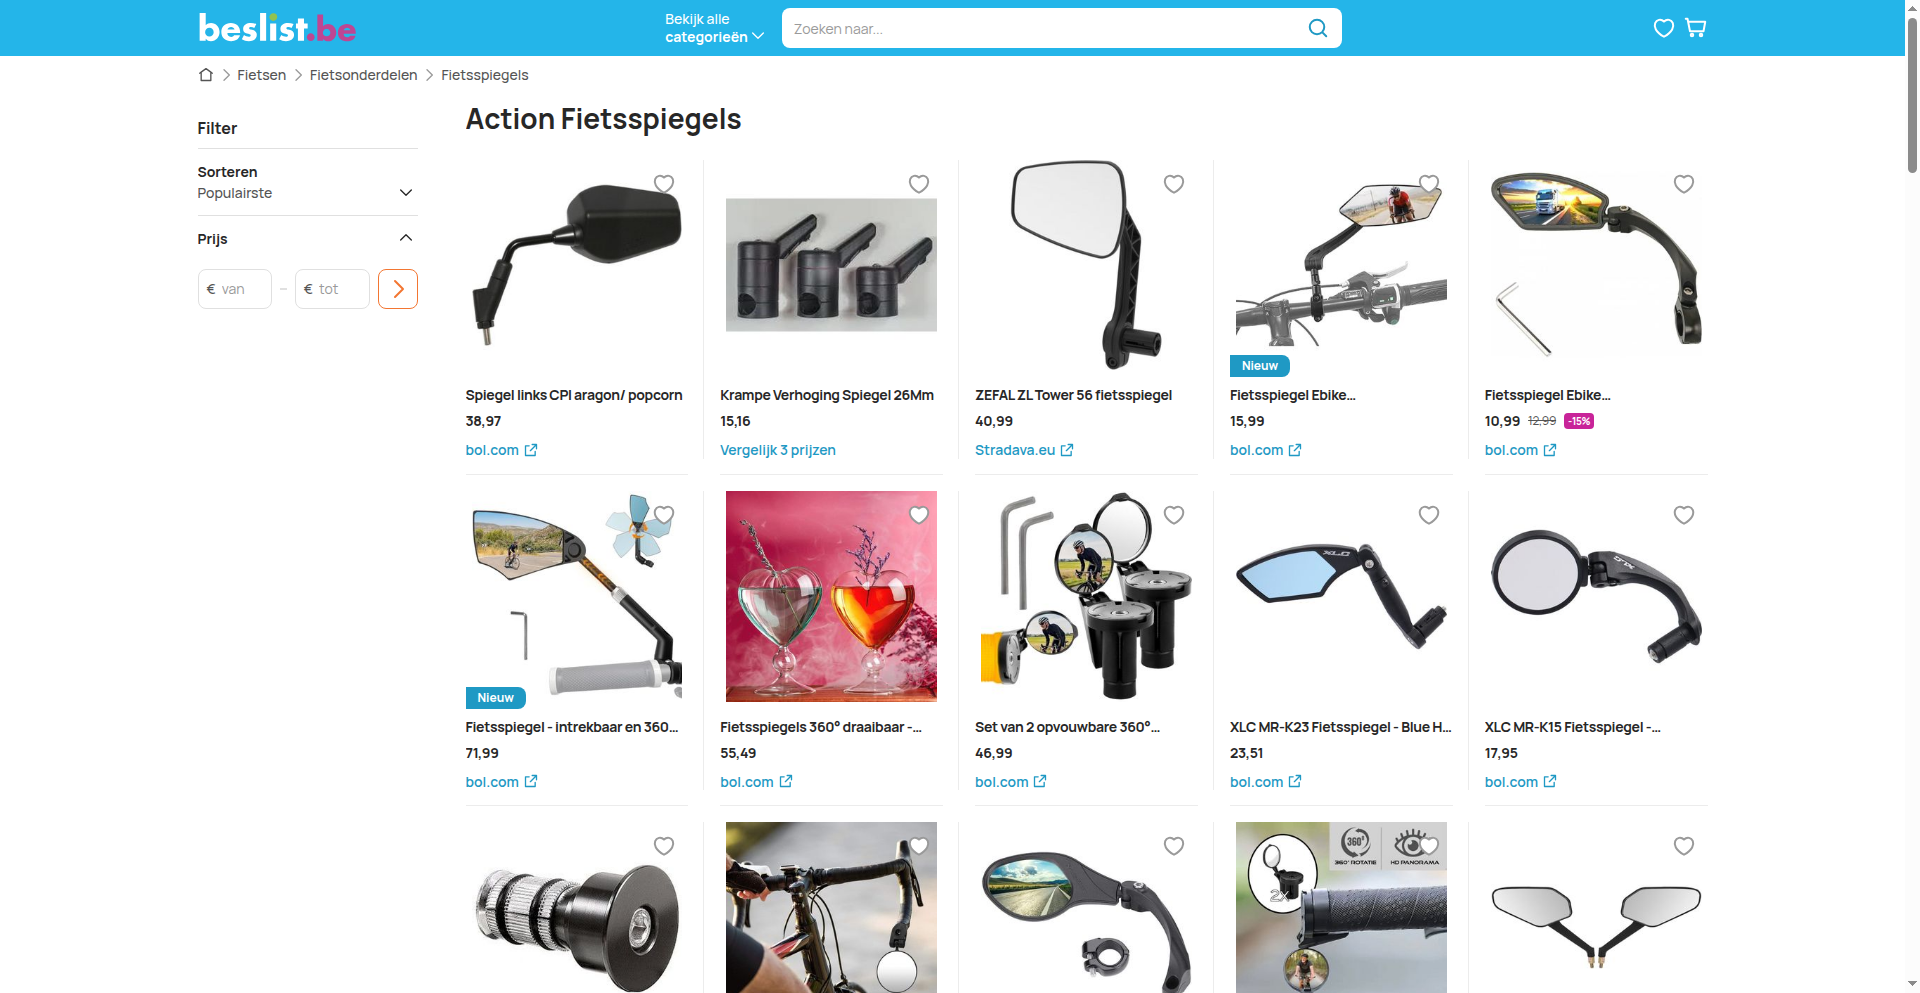 beslist.be
Bekijk alle
categorieën
Zoeken naar...
Fietsen
Fietsonderdelen
Fietsspiegels
Action Fietsspiegels
Filter
Sorteren
Populairste
Prijs
€ van
–
€ tot
Spiegel links CPI aragon/ popcorn
38,97
bol.com
Krampe Verhoging Spiegel 26Mm
15,16
Vergelijk 3 prijzen
ZEFAL ZL Tower 56 fietsspiegel
40,99
Stradava.eu
Nieuw
Fietsspiegel Ebike...
15,99
bol.com
Fietsspiegel Ebike...
10,99 12,99 -15%
bol.com
Nieuw
Fietsspiegel - intrekbaar en 360...
71,99
bol.com
Fietsspiegels 360° draaibaar -...
55,49
bol.com
Set van 2 opvouwbare 360°...
46,99
bol.com
XLC
XLC MR-K23 Fietsspiegel - Blue H...
23,51
bol.com
XLC
XLC MR-K15 Fietsspiegel -...
17,95
bol.com
360°
360° ROTATIE
HD PANORAMA
2X